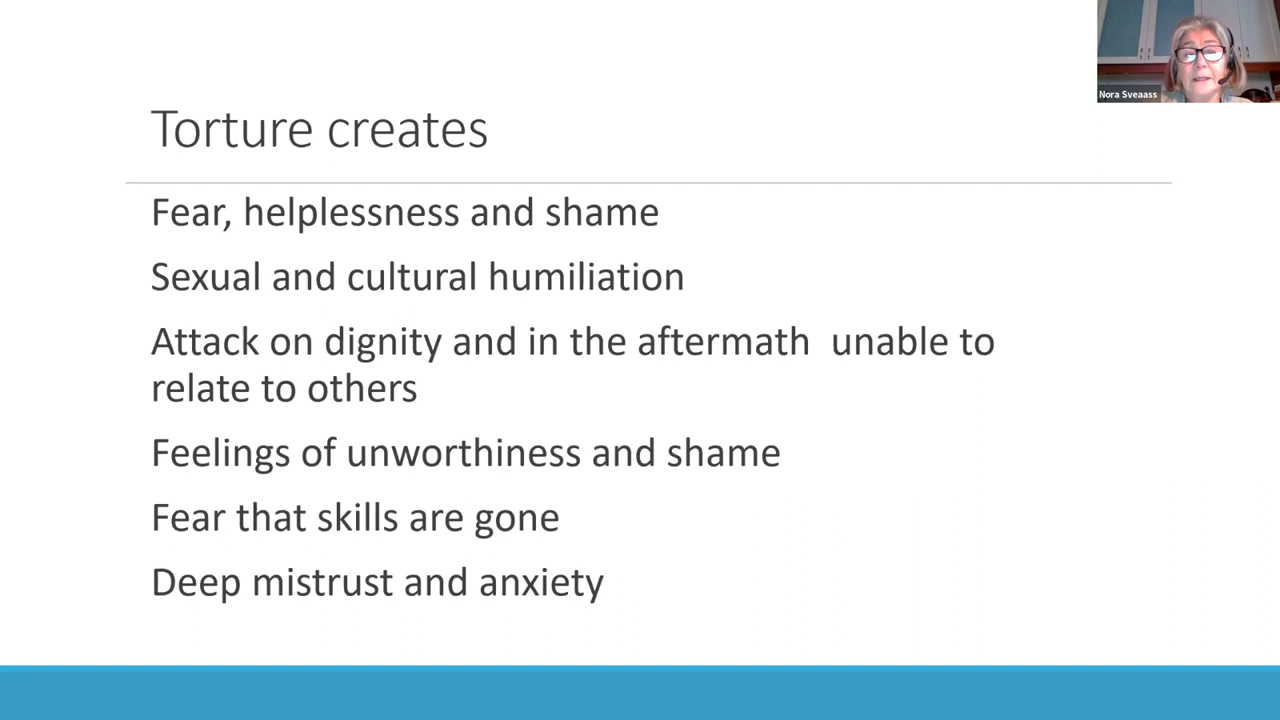 Nora Sveaass
Torture creates
Fear, helplessness and shame
Sexual and cultural humiliation
Attack on dignity and in the aftermath  unable to
relate to others
Feelings of unworthiness and shame
Fear that skills are gone
Deep mistrust and anxiety